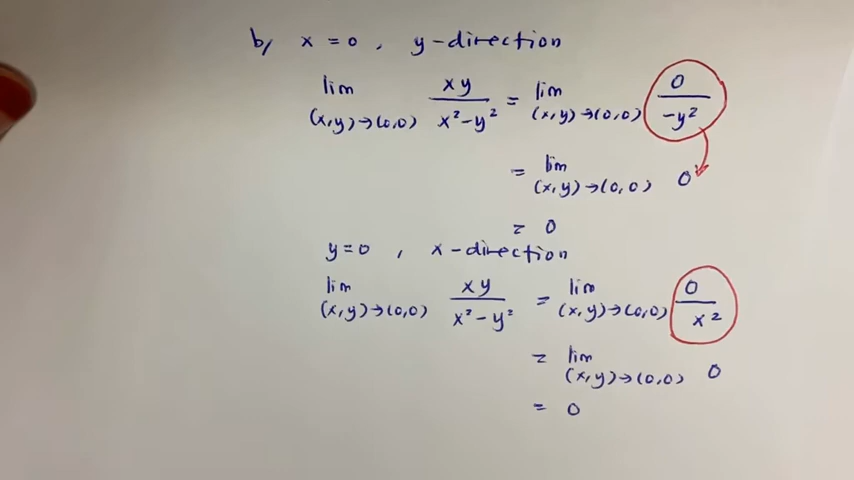 b, x = 0 , y-direction
lim (x,y)→(0,0) xy / x² - y² = lim (x,y)→(0,0) 0 / -y²
= lim (x,y)→(0,0) 0
= 0
y = 0 , x-direction
lim (x,y)→(0,0) xy / x² - y² = lim (x,y)→(0,0) 0 / x²
= lim (x,y)→(0,0) 0
= 0